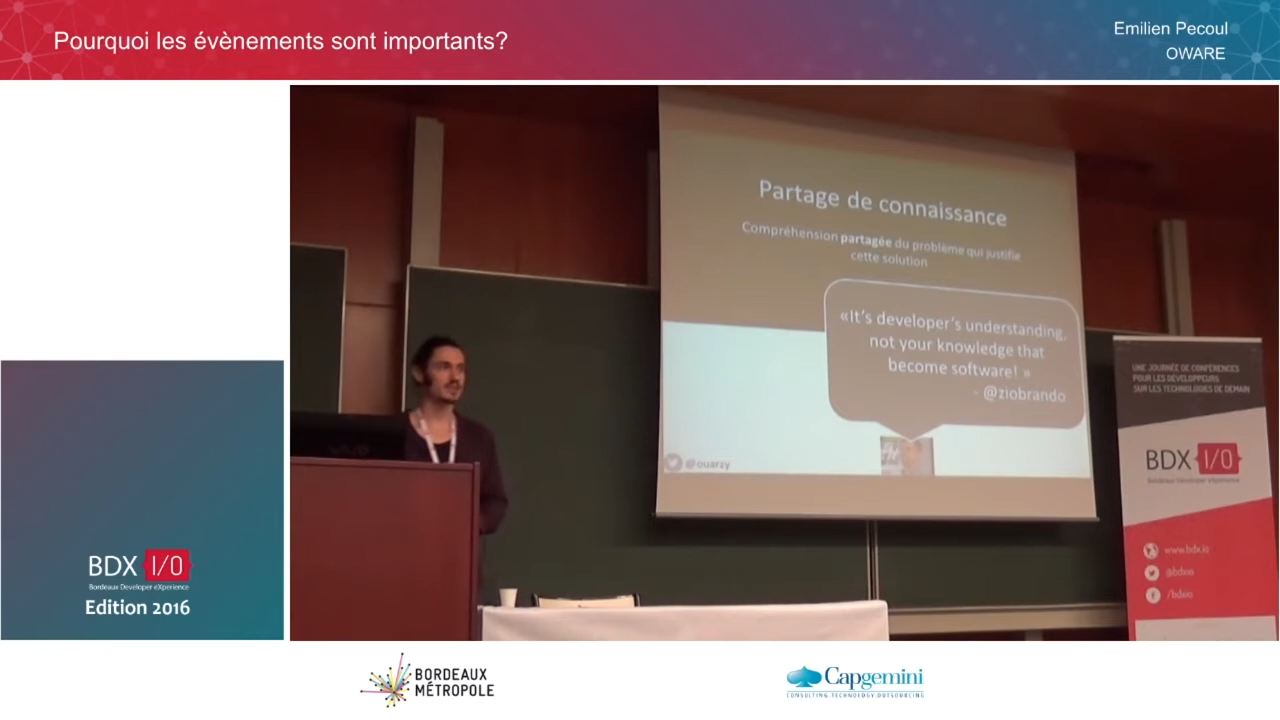 Pourquoi les évènements sont importants?
Emilien Pecoul
OWARE
Partage de connaissance
Compréhension partagée du problème qui justifie
cette solution
«It's developer's understanding,
not your knowledge that
become software! »
- @ziobrando
@ouarzy
UNE JOURNÉE DE CONFÉRENCES
POUR LES DÉVELOPPEURS
SUR LES TECHNOLOGIES DE DEMAIN
BDX I/O
Bordeaux Developer eXperience
www.bdx.io
@bdxio
/bdxio
BDX I/O
Bordeaux Developer eXperience
Edition 2016
BORDEAUX
MÉTROPOLE
Capgemini
CONSULTING.TECHNOLOGY.OUTSOURCING